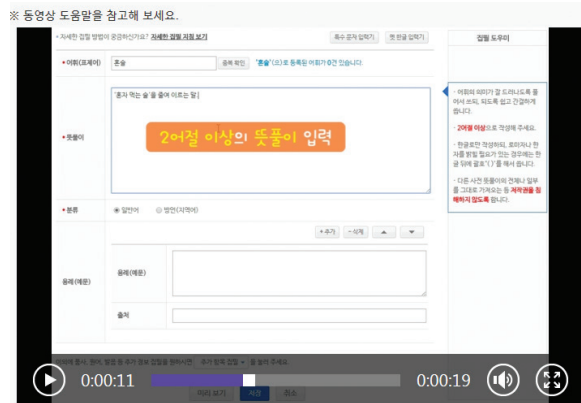 ※ 동영상 도움말을 참고해 보세요.
• 자세한 집필 방법이 궁금하신가요? 자세한 집필 지침 보기
특수 문자 입력기
옛 한글 입력기
집필 도우미
• 어휘(표제어)
혼술
중복 확인
'혼술'(으)로 등록된 어휘가 0건 있습니다.
• 뜻풀이
'혼자 먹는 술'을 줄여 이르는 말.
2어절 이상의 뜻풀이 입력
· 어휘의 의미가 잘 드러나도록 풀
어서 쓰되, 되도록 쉽고 간결하게
씁니다.
· 2어절 이상으로 작성해 주세요.
· 한글로만 작성하되, 로마자나 한
자를 밝힐 필요가 있는 경우에는 한
글 뒤에 괄호'( )'를 해서 씁니다.
· 다른 사전 뜻풀이의 전체나 일부
를 그대로 가져오는 등 저작권을 침
해하지 않도록 합니다.
• 분류
일반어
방언(지역어)
+ 추가
- 삭제
용례(예문)
용례(예문)
출처
0:00:11
0:00:19
미리 보기
저장
취소